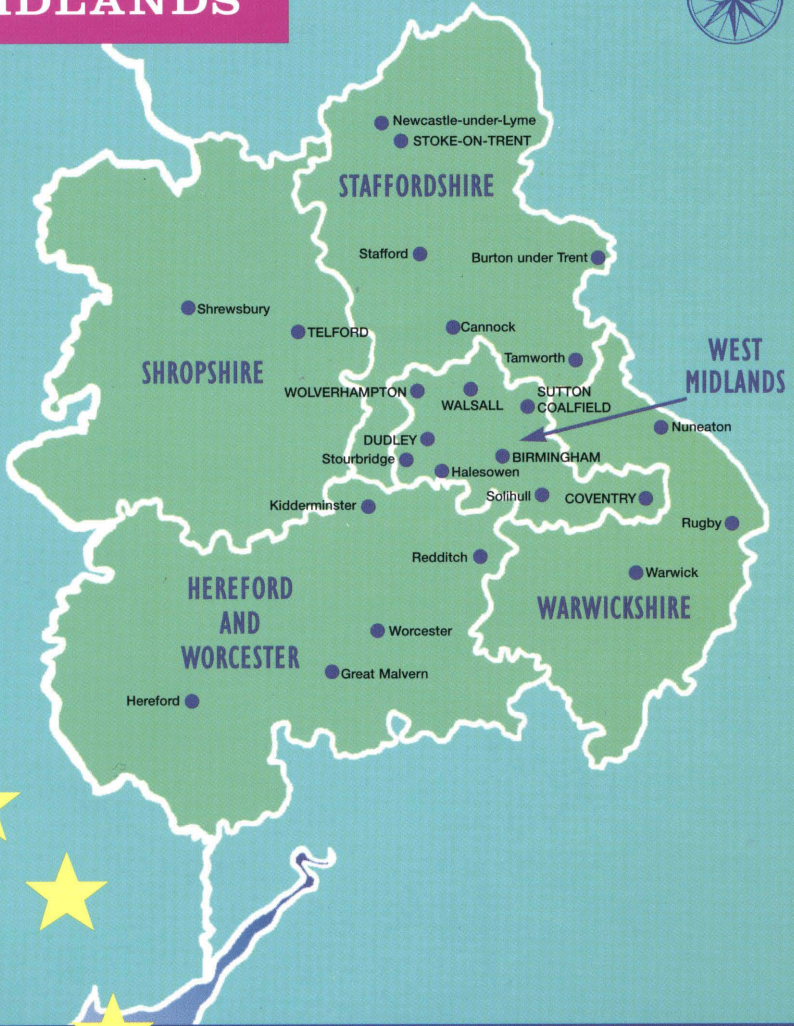 MIDLANDS
Newcastle-under-Lyme
STOKE-ON-TRENT
STAFFORDSHIRE
Stafford
Burton under Trent
Shrewsbury
TELFORD
Cannock
SHROPSHIRE
Tamworth
WEST
MIDLANDS
WOLVERHAMPTON
WALSALL
SUTTON
COALFIELD
Nuneaton
DUDLEY
Stourbridge
BIRMINGHAM
Halesowen
Solihull
COVENTRY
Kidderminster
Rugby
Redditch
Warwick
HEREFORD
AND
WORCESTER
WARWICKSHIRE
Worcester
Great Malvern
Hereford